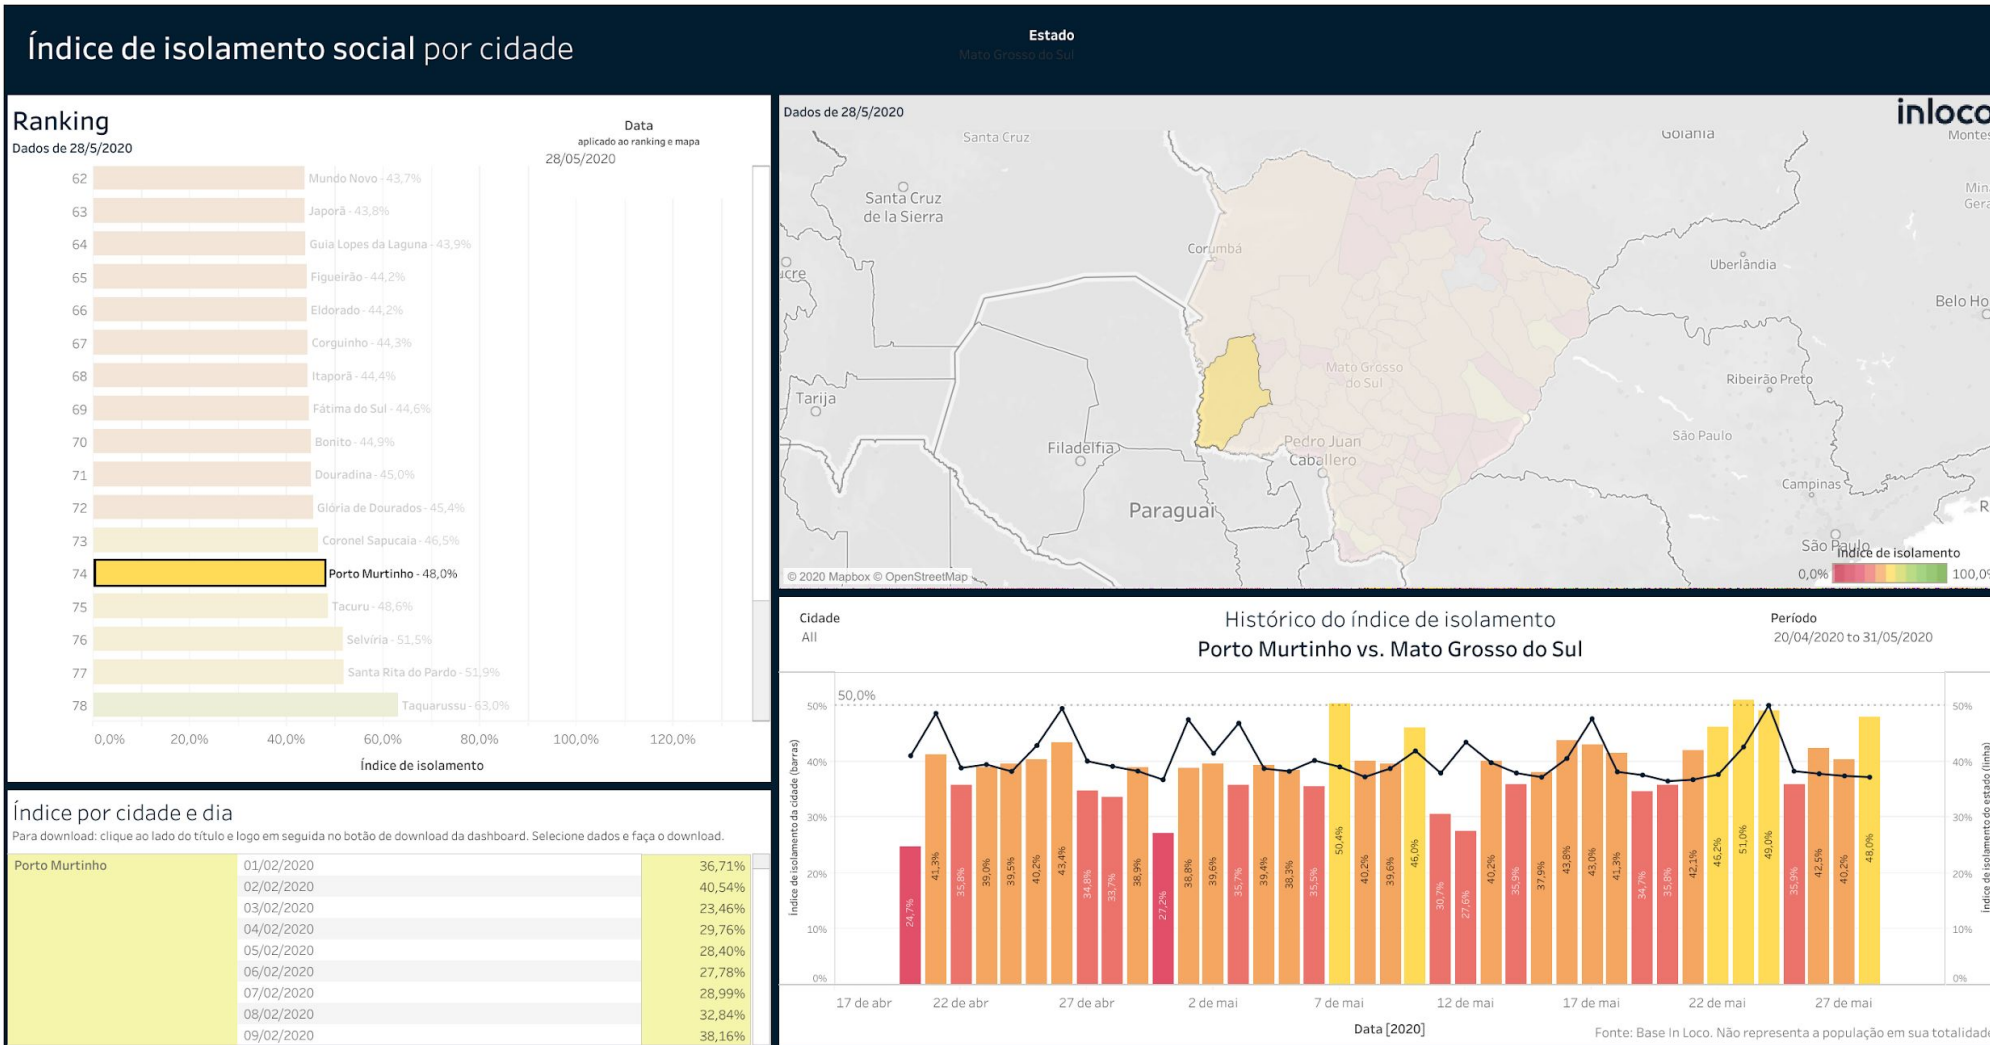 Índice de isolamento social por cidade
Estado
Mato Grosso do Sul
Ranking
Dados de 28/5/2020
Data
aplicado ao ranking e mapa
28/05/2020
62 Mundo Novo - 43,7%
63 Japorã - 43,8%
64 Guia Lopes da Laguna - 43,9%
65 Figueirão - 44,2%
66 Eldorado - 44,2%
67 Corguinho - 44,3%
68 Itaporã - 44,4%
69 Fátima do Sul - 44,6%
70 Bonito - 44,9%
71 Douradina - 45,0%
72 Glória de Dourados - 45,4%
73 Coronel Sapucaia - 46,5%
74 Porto Murtinho - 48,0%
75 Tacuru - 48,6%
76 Selvíria - 51,5%
77 Santa Rita do Pardo - 51,9%
78 Taquarussu - 63,0%
0,0% 20,0% 40,0% 60,0% 80,0% 100,0% 120,0%
Índice de isolamento
Índice por cidade e dia
Para download: clique ao lado do título e logo em seguida no botão de download da dashboard. Selecione dados e faça o download.
Porto Murtinho 01/02/2020 36,71%
02/02/2020 40,54%
03/02/2020 23,46%
04/02/2020 29,76%
05/02/2020 28,40%
06/02/2020 27,78%
07/02/2020 28,99%
08/02/2020 32,84%
09/02/2020 38,16%
Dados de 28/5/2020
inloco
Santa Cruz
Goiânia
Montes
Santa Cruz
de la Sierra
Min
Gera
Corumbá
Uberlândia
cre
Belo Ho
Mato Grosso
do Sul
Ribeirão Preto
Tarija
Filadelfia
Pedro Juan
Caballero
São Paulo
Campinas
Paraguai
R
São Paulo
Índice de isolamento
0,0% 100,0%
© 2020 Mapbox © OpenStreetMap
Cidade
All
Histórico do índice de isolamento
Porto Murtinho vs. Mato Grosso do Sul
Período
20/04/2020 to 31/05/2020
50,0%
Índice de isolamento da cidade (barras)
50%
40%
30%
20%
10%
0%
24,7% 41,3% 35,8% 39,0% 39,5% 40,2% 43,4% 34,8% 33,7% 38,9% 27,2% 38,8% 39,6% 35,7% 39,4% 38,3% 35,5% 50,4% 40,2% 39,6% 46,0% 30,7% 27,6% 40,2% 35,9% 37,9% 43,8% 43,0% 41,3% 34,7% 35,8% 42,1% 46,2% 51,0% 49,0% 35,9% 42,5% 40,2% 48,0%
50%
40%
30%
20%
10%
0%
Índice de isolamento do estado (linha)
17 de abr 22 de abr 27 de abr 2 de mai 7 de mai 12 de mai 17 de mai 22 de mai 27 de mai
Data [2020]
Fonte: Base In Loco. Não representa a população em sua totalidade